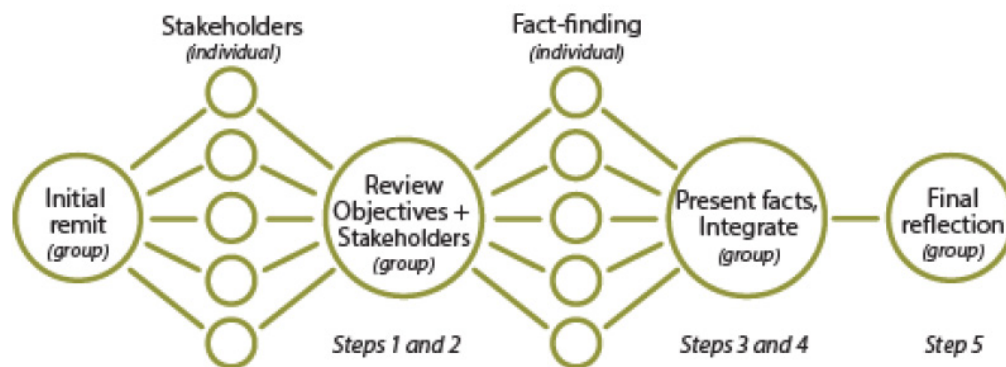 Stakeholders
(individual)
Fact-finding
(individual)
Initial
remit
(group)
Review
Objectives +
Stakeholders
(group)
Present facts,
Integrate
(group)
Final
reflection
(group)
Steps 1 and 2
Steps 3 and 4
Step 5